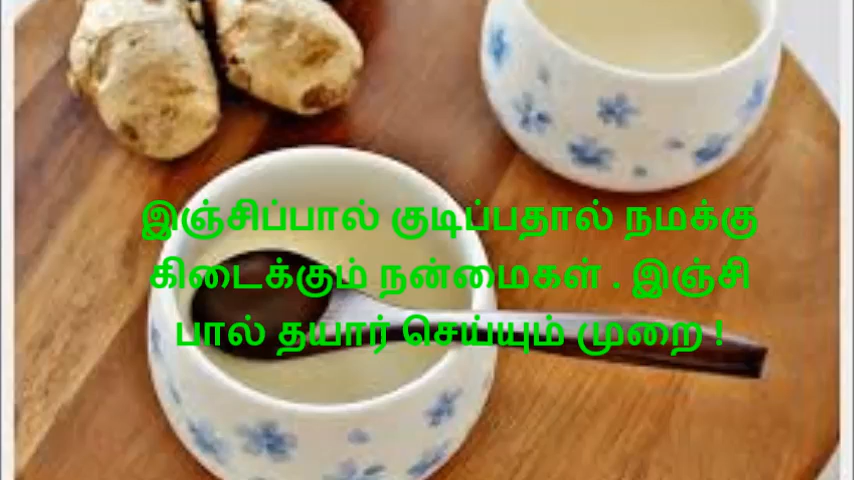 இஞ்சிப்பால் குடிப்பதால் நமக்கு
கிடைக்கும் நன்மைகள் . இஞ்சி
பால் தயார் செய்யும் முறை !